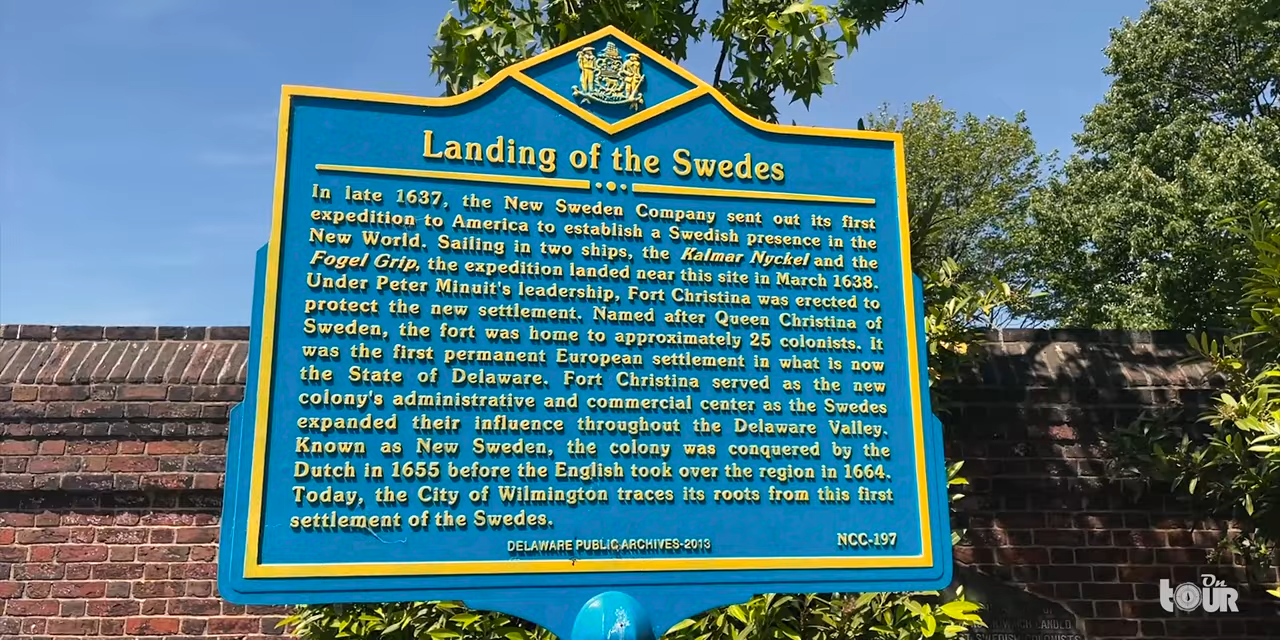 Landing of the Swedes
In late 1637, the New Sweden Company sent out its first
expedition to America to establish a Swedish presence in the
New World. Sailing in two ships, the Kalmar Nyckel and the
Fogel Grip, the expedition landed near this site in March 1638.
Under Peter Minuit's leadership, Fort Christina was erected to
protect the new settlement. Named after Queen Christina of
Sweden, the fort was home to approximately 25 colonists. It
was the first permanent European settlement in what is now
the State of Delaware. Fort Christina served as the new
colony's administrative and commercial center as the Swedes
expanded their influence throughout the Delaware Valley.
Known as New Sweden, the colony was conquered by the
Dutch in 1655 before the English took over the region in 1664.
Today, the City of Wilmington traces its roots from this first
settlement of the Swedes.
DELAWARE PUBLIC ARCHIVES-2013
NCC-197
On
TOUR